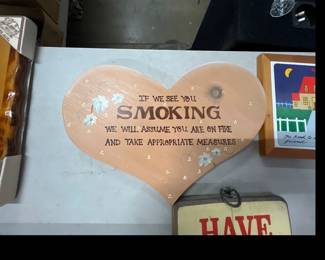 IF WE SEE YOU
SMOKING
WE WILL ASSUME YOU ARE ON FIRE
AND TAKE APPROPRIATE MEASURES
HAVE